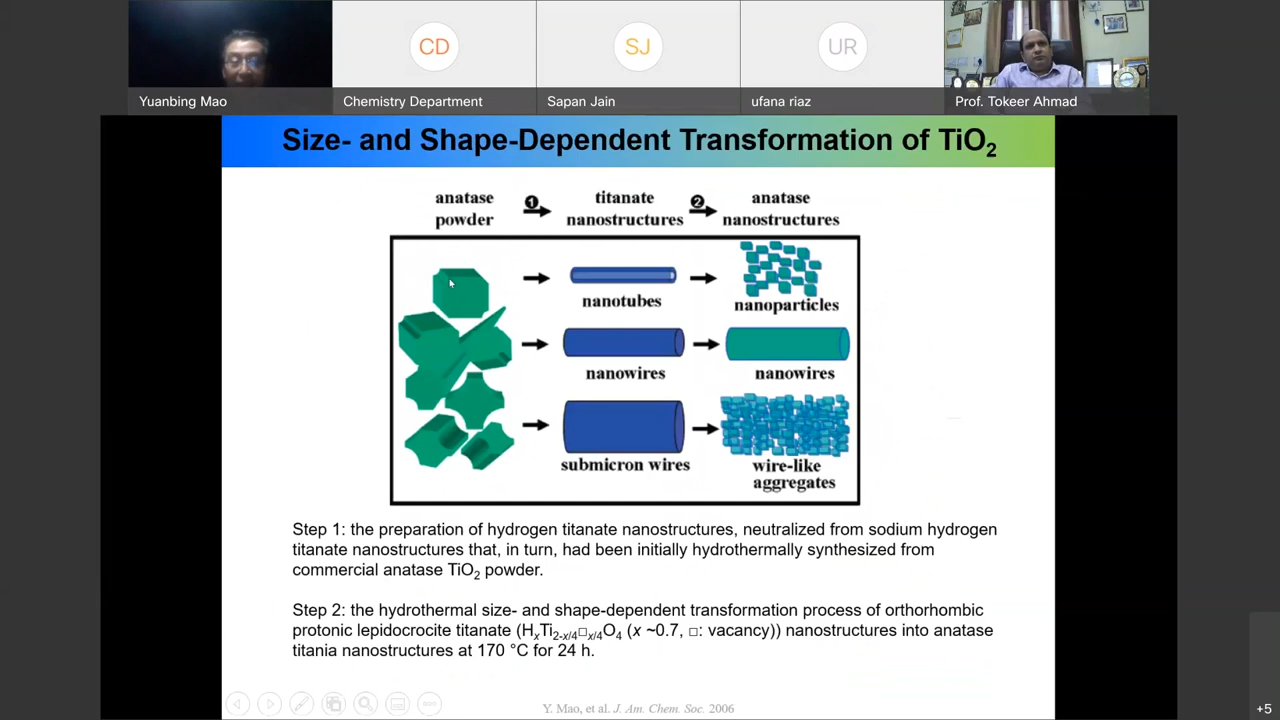 CD
SJ
UR
Yuanbing Mao
Chemistry Department
Sapan Jain
ufana riaz
Prof. Tokeer Ahmad
Size- and Shape-Dependent Transformation of TiO₂
anatase powder
1
titanate nanostructures
2
anatase nanostructures
nanotubes
nanoparticles
nanowires
nanowires
submicron wires
wire-like
aggregates
Step 1: the preparation of hydrogen titanate nanostructures, neutralized from sodium hydrogen
titanate nanostructures that, in turn, had been initially hydrothermally synthesized from
commercial anatase TiO₂ powder.
Step 2: the hydrothermal size- and shape-dependent transformation process of orthorhombic
protonic lepidocrocite titanate (HₓTi₂₋ₓ/₄□ₓ/₄O₄ (x ~0.7, □: vacancy)) nanostructures into anatase
titania nanostructures at 170 °C for 24 h.
Y. Mao, et al. J. Am. Chem. Soc. 2006
+5